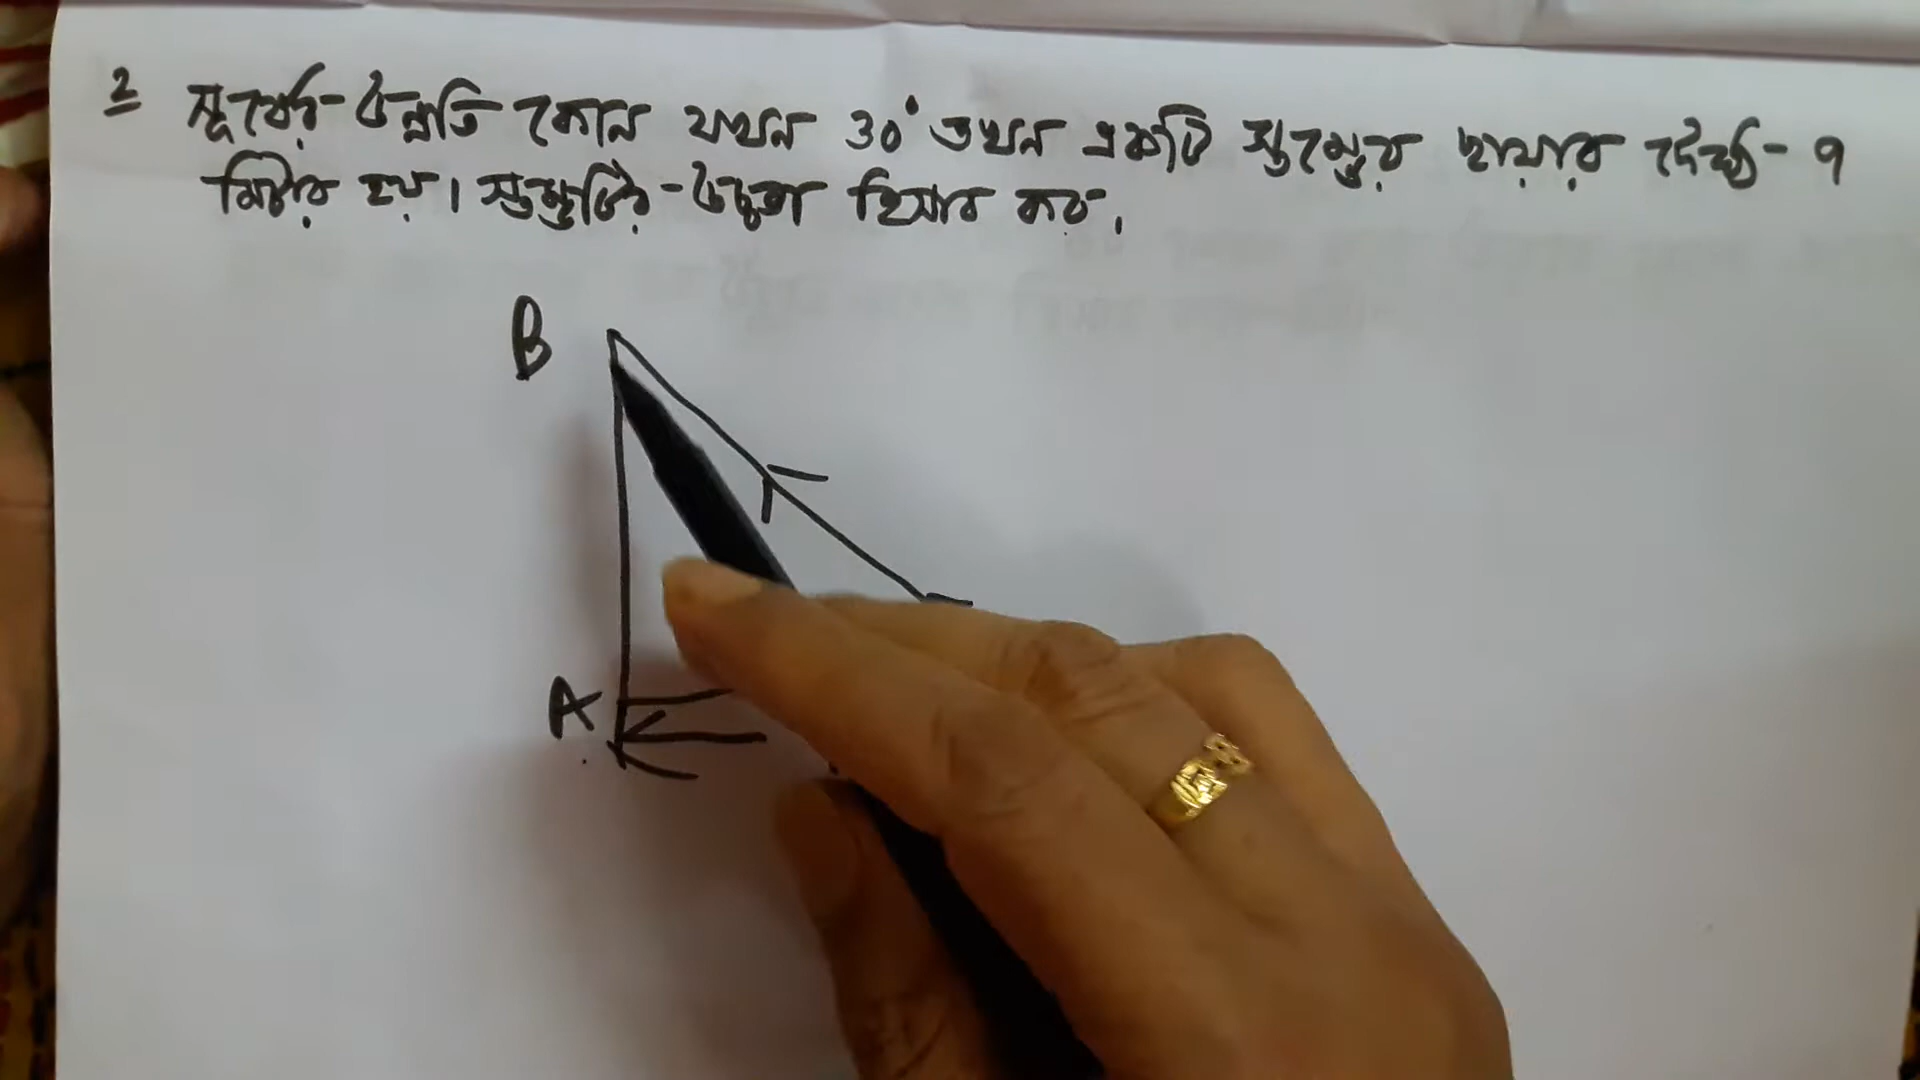 2 সূর্যের উন্নতি কোন যখন 30° তখন একটি স্তম্ভের ছায়ার দৈর্ঘ্য 9
মিটার হয়। স্তম্ভটির উচ্চতা হিসাব কর,
B
A